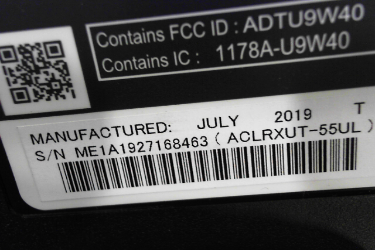 Contains FCC ID : ADTU9W40
Contains IC : 1178A-U9W40
MANUFACTURED: JULY 2019 T
S/N ME1A1927168463 ( ACLRXUT-55UL )